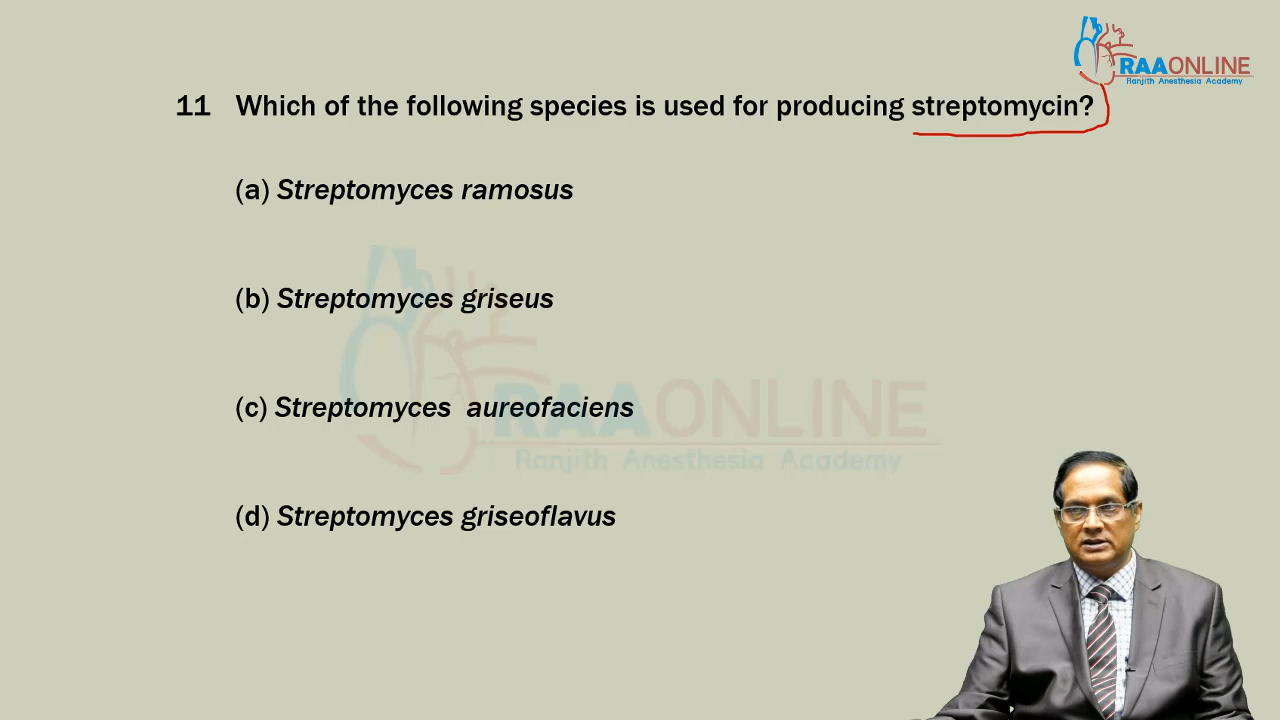 RAAONLINE
Ranjith Anesthesia Academy
11 Which of the following species is used for producing streptomycin?
(a) Streptomyces ramosus
(b) Streptomyces griseus
(c) Streptomyces aureofaciens
RAAONLINE
Ranjith Anesthesia Academy
(d) Streptomyces griseoflavus